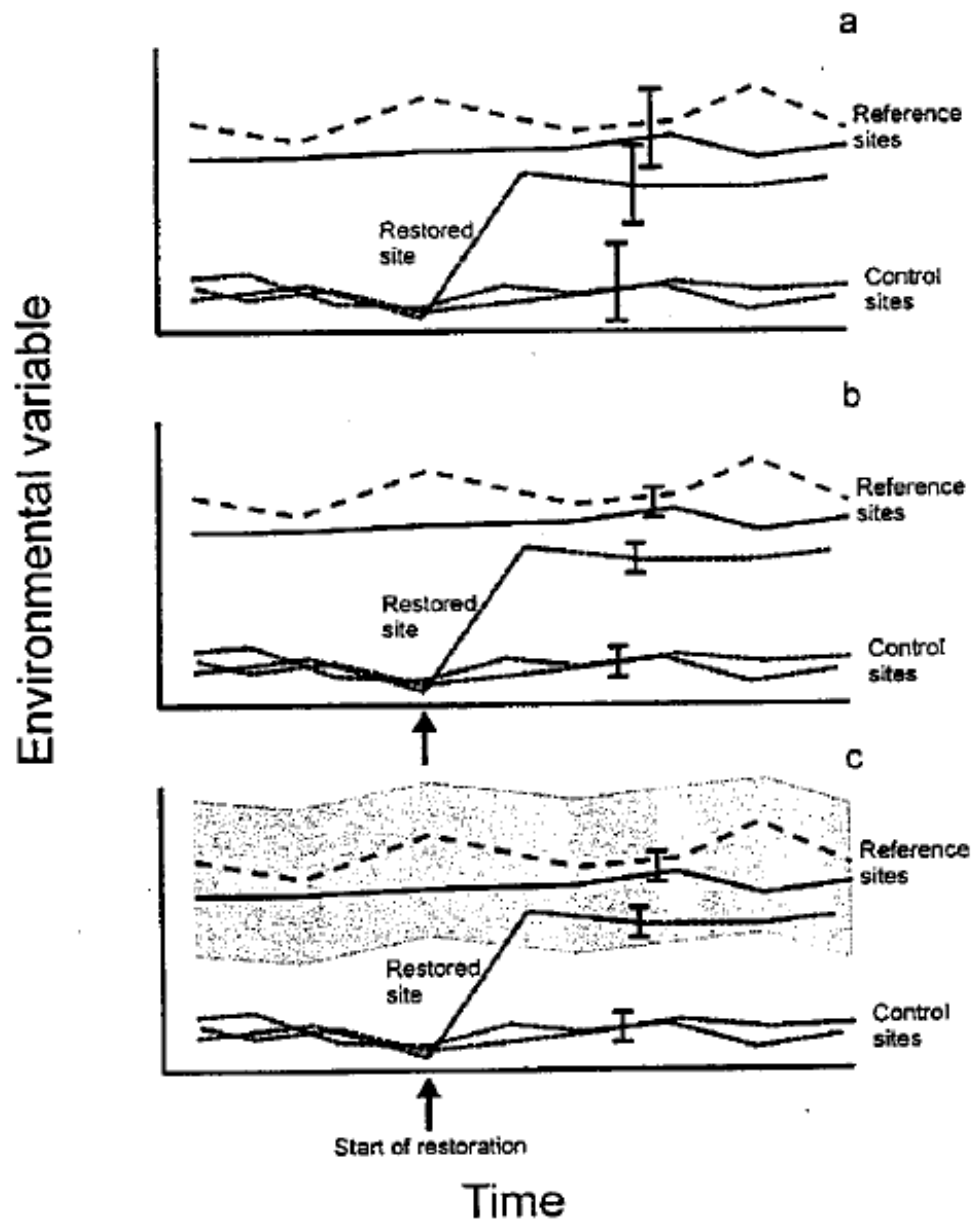 a
Reference
sites
Restored
site
Control
sites
b
Reference
sites
Restored
site
Control
sites
c
Reference
sites
Restored
site
Control
sites
Start of restoration
Time
Environmental variable